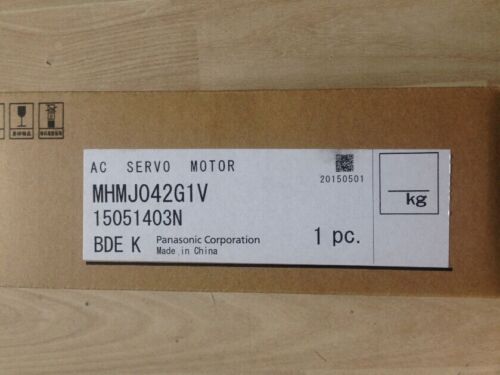 AC SERVO MOTOR
20150501
MHMJ042G1V
15051403N
BDE K Panasonic Corporation 1 pc.
Made in China
kg